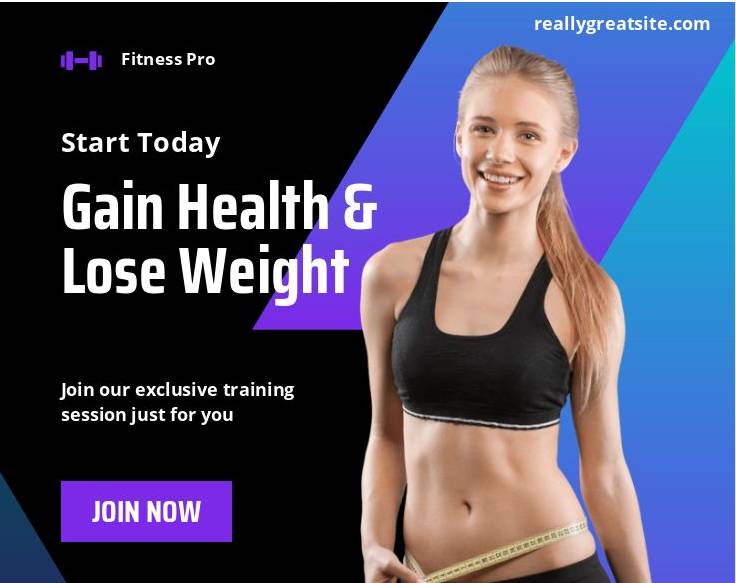 reallygreatsite.com
Fitness Pro
Start Today
Gain Health &
Lose Weight
Join our exclusive training
session just for you
JOIN NOW